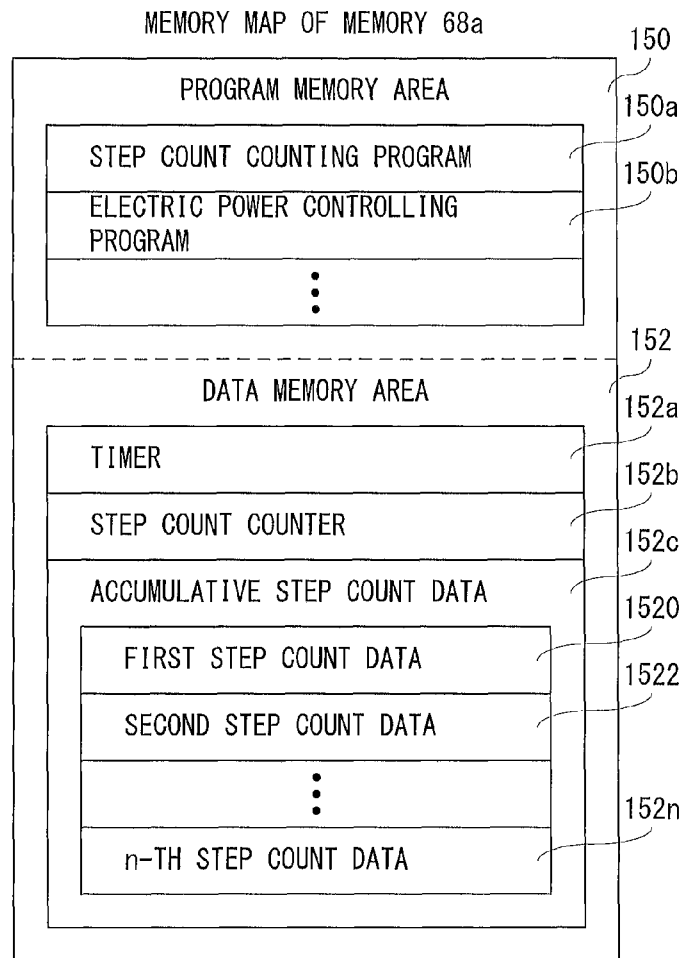 MEMORY MAP OF MEMORY 68a
150
PROGRAM MEMORY AREA
150a
STEP COUNT COUNTING PROGRAM
150b
ELECTRIC POWER CONTROLLING
PROGRAM
152
DATA MEMORY AREA
152a
TIMER
152b
STEP COUNT COUNTER
152c
ACCUMULATIVE STEP COUNT DATA
1520
FIRST STEP COUNT DATA
1522
SECOND STEP COUNT DATA
152n
n-TH STEP COUNT DATA